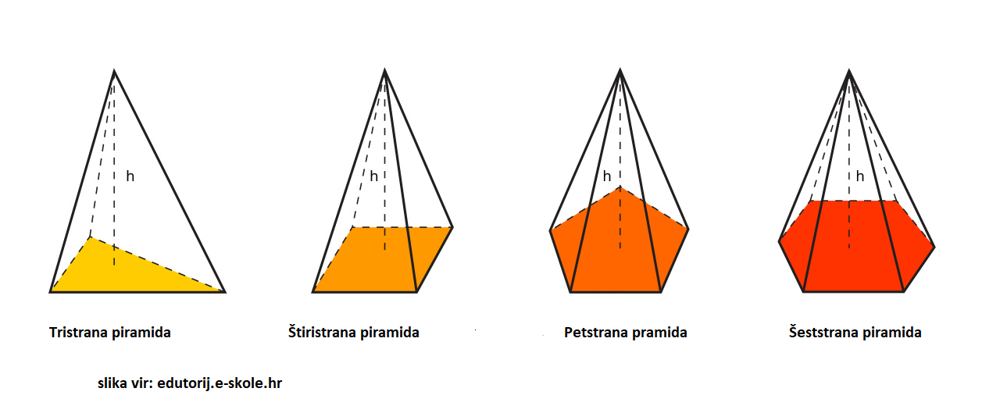 h
h
h
h
Tristrana piramida
Štiristrana piramida
Petstrana pramida
Šeststrana piramida
slika vir: edutorij.e-skole.hr